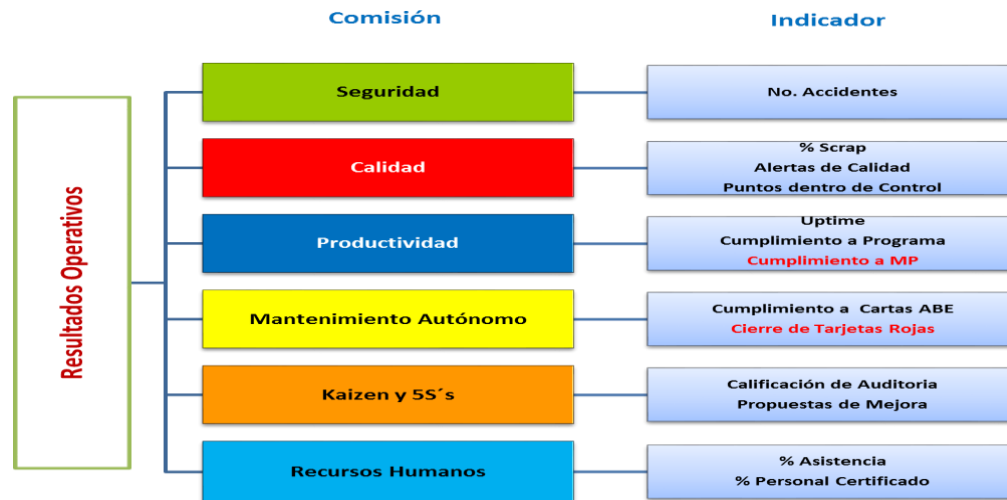 Comisión
Indicador
Resultados Operativos
Seguridad
No. Accidentes
Calidad
% Scrap
Alertas de Calidad
Puntos dentro de Control
Productividad
Uptime
Cumplimiento a Programa
Cumplimiento a MP
Mantenimiento Autónomo
Cumplimiento a Cartas ABE
Cierre de Tarjetas Rojas
Kaizen y 5S´s
Calificación de Auditoria
Propuestas de Mejora
Recursos Humanos
% Asistencia
% Personal Certificado